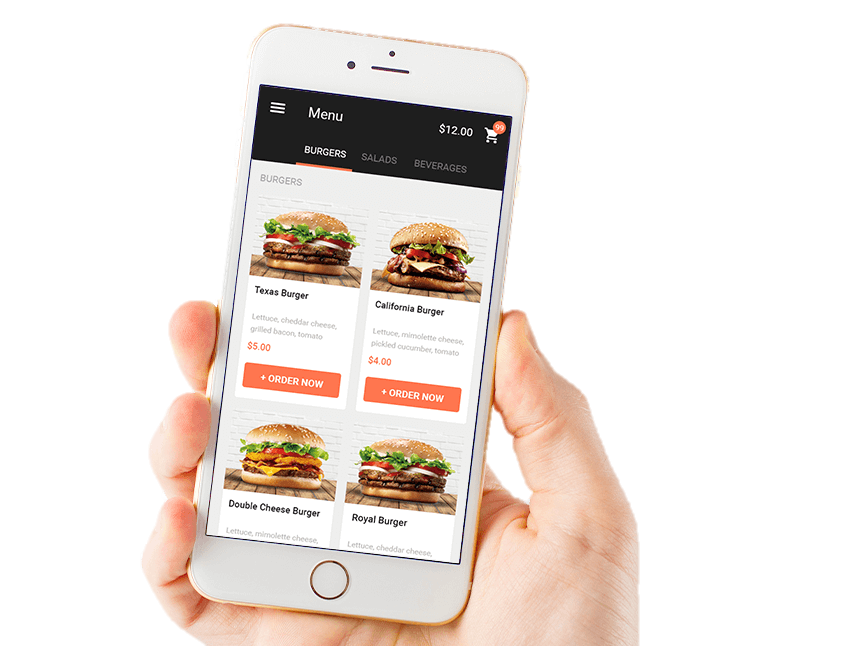 Menu
$12.00
99
BURGERS SALADS BEVERAGES
BURGERS
Texas Burger
Lettuce, cheddar cheese,
grilled bacon, tomato
$5.00
+ ORDER NOW
California Burger
Lettuce, mimolette cheese,
pickled cucumber, tomato
$4.00
+ ORDER NOW
Double Cheese Burger
Lettuce, mimolette cheese,
Royal Burger
Lettuce, cheddar cheese,